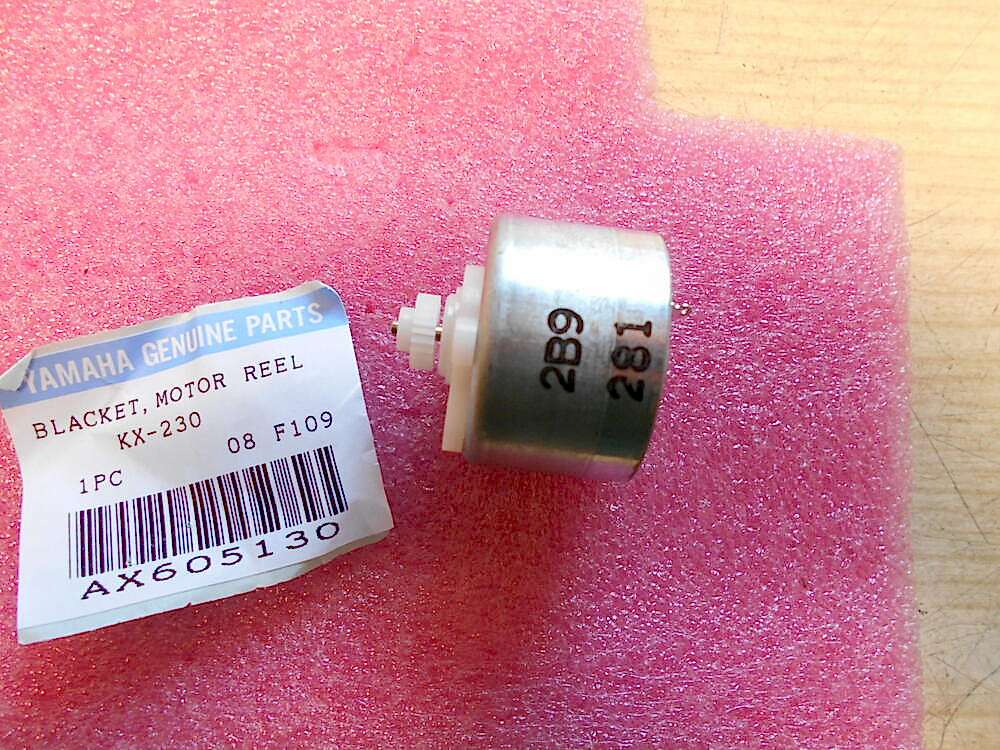 YAMAHA GENUINE PARTS
BLACKET, MOTOR REEL
KX-230
08 F109
1PC
AX605130
2B9
281